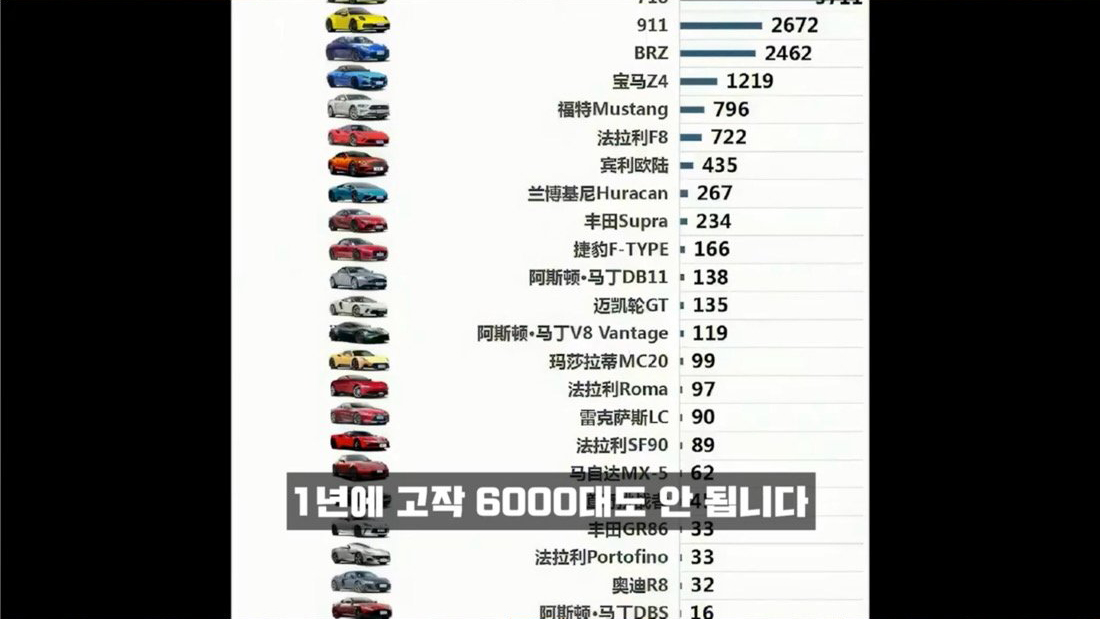 911 2672
BRZ 2462
宝马Z4 1219
福特Mustang 796
法拉利F8 722
宾利欧陆 435
兰博基尼Huracan 267
丰田Supra 234
捷豹F-TYPE 166
阿斯顿•马丁DB11 138
迈凯轮GT 135
阿斯顿•马丁V8 Vantage 119
玛莎拉蒂MC20 99
法拉利Roma 97
雷克萨斯LC 90
法拉利SF90 89
马自达MX-5 62
1년에 고작 6000대도 안 됩니다
丰田GR86 33
法拉利Portofino 33
奥迪R8 32
阿斯顿•马丁DBS 16